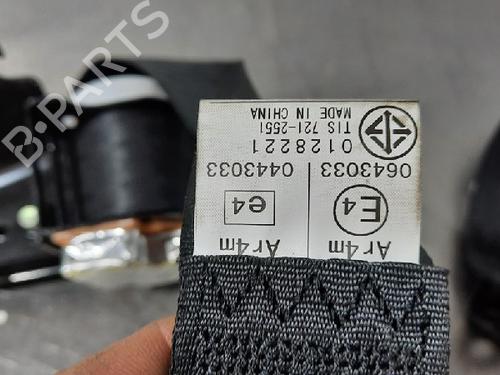 Ar4m
Ar4m
E4
e4
0643033
0443033
0128221
TIS 721-2551
MADE IN CHINA
B-PARTS